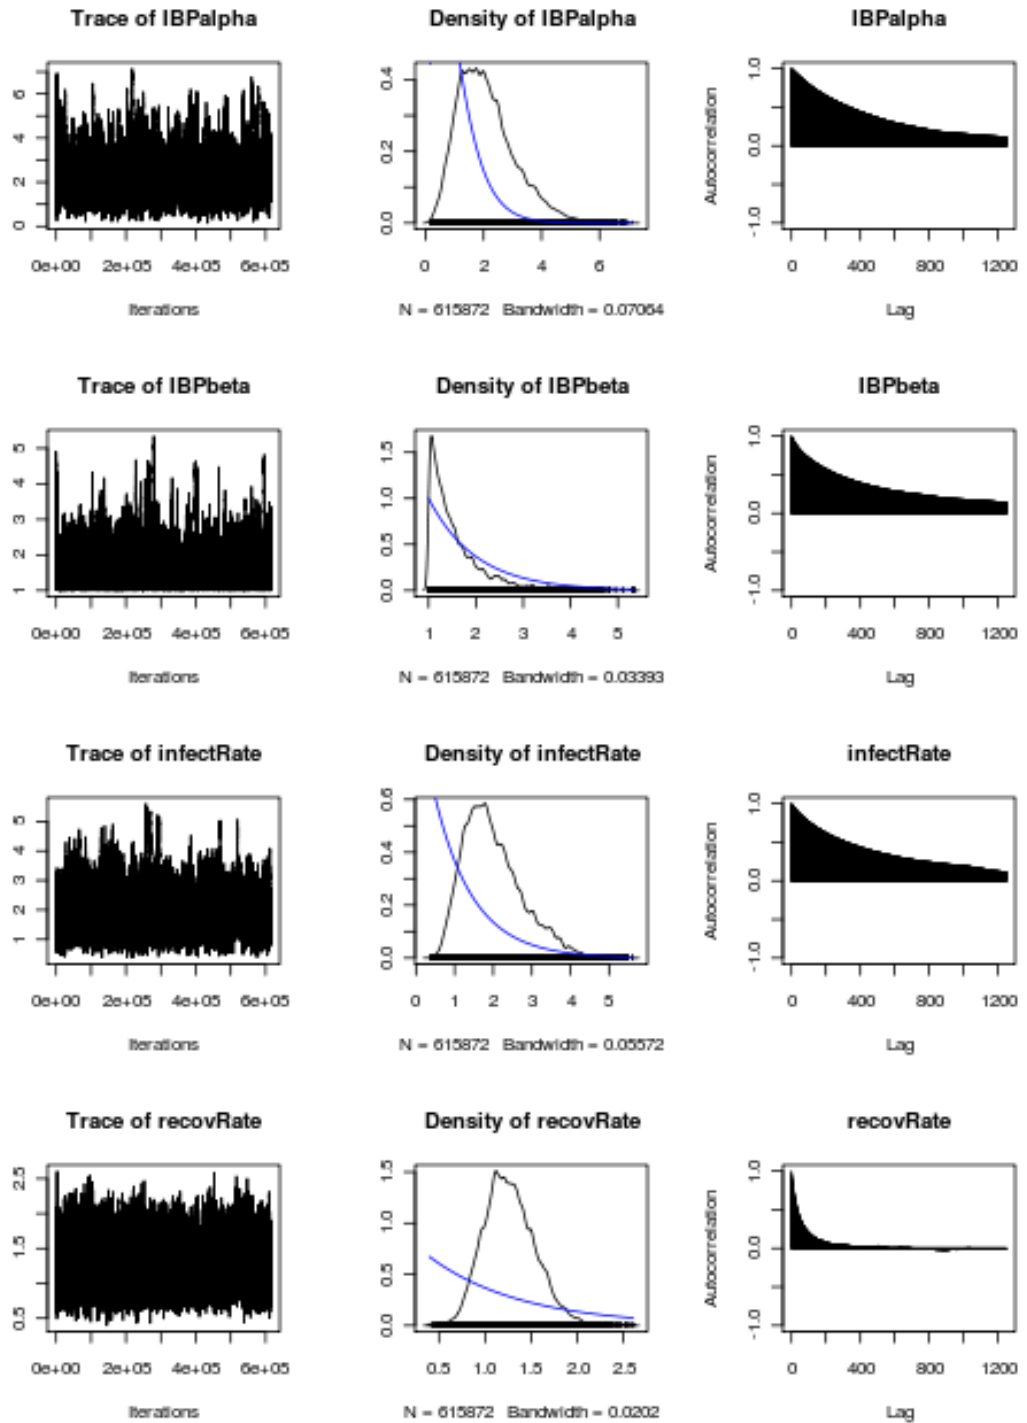 Trace of IBPalpha
Density of IBPalpha
IBPalpha
0 2 4 6
0e+00 2e+05 4e+05 6e+05
Iterations
0.0 0.2 0.4
0 2 4 6
N = 615872 Bandwidth = 0.07064
Autocorrelation
-1.0 0.0 1.0
0 400 800 1200
Lag
Trace of IBPbeta
Density of IBPbeta
IBPbeta
1 2 3 4 5
0e+00 2e+05 4e+05 6e+05
Iterations
0.0 0.5 1.0 1.5
1 2 3 4 5
N = 615872 Bandwidth = 0.03393
Autocorrelation
-1.0 0.0 1.0
0 400 800 1200
Lag
Trace of infectRate
Density of infectRate
infectRate
1 2 3 4 5
0e+00 2e+05 4e+05 6e+05
Iterations
0.0 0.2 0.4 0.6
0 1 2 3 4 5
N = 615872 Bandwidth = 0.05572
Autocorrelation
-1.0 0.0 1.0
0 400 800 1200
Lag
Trace of recovRate
Density of recovRate
recovRate
0.5 1.5 2.5
0e+00 2e+05 4e+05 6e+05
Iterations
0.0 0.5 1.0 1.5
0.5 1.0 1.5 2.0 2.5
N = 615872 Bandwidth = 0.0202
Autocorrelation
-1.0 0.0 1.0
0 400 800 1200
Lag